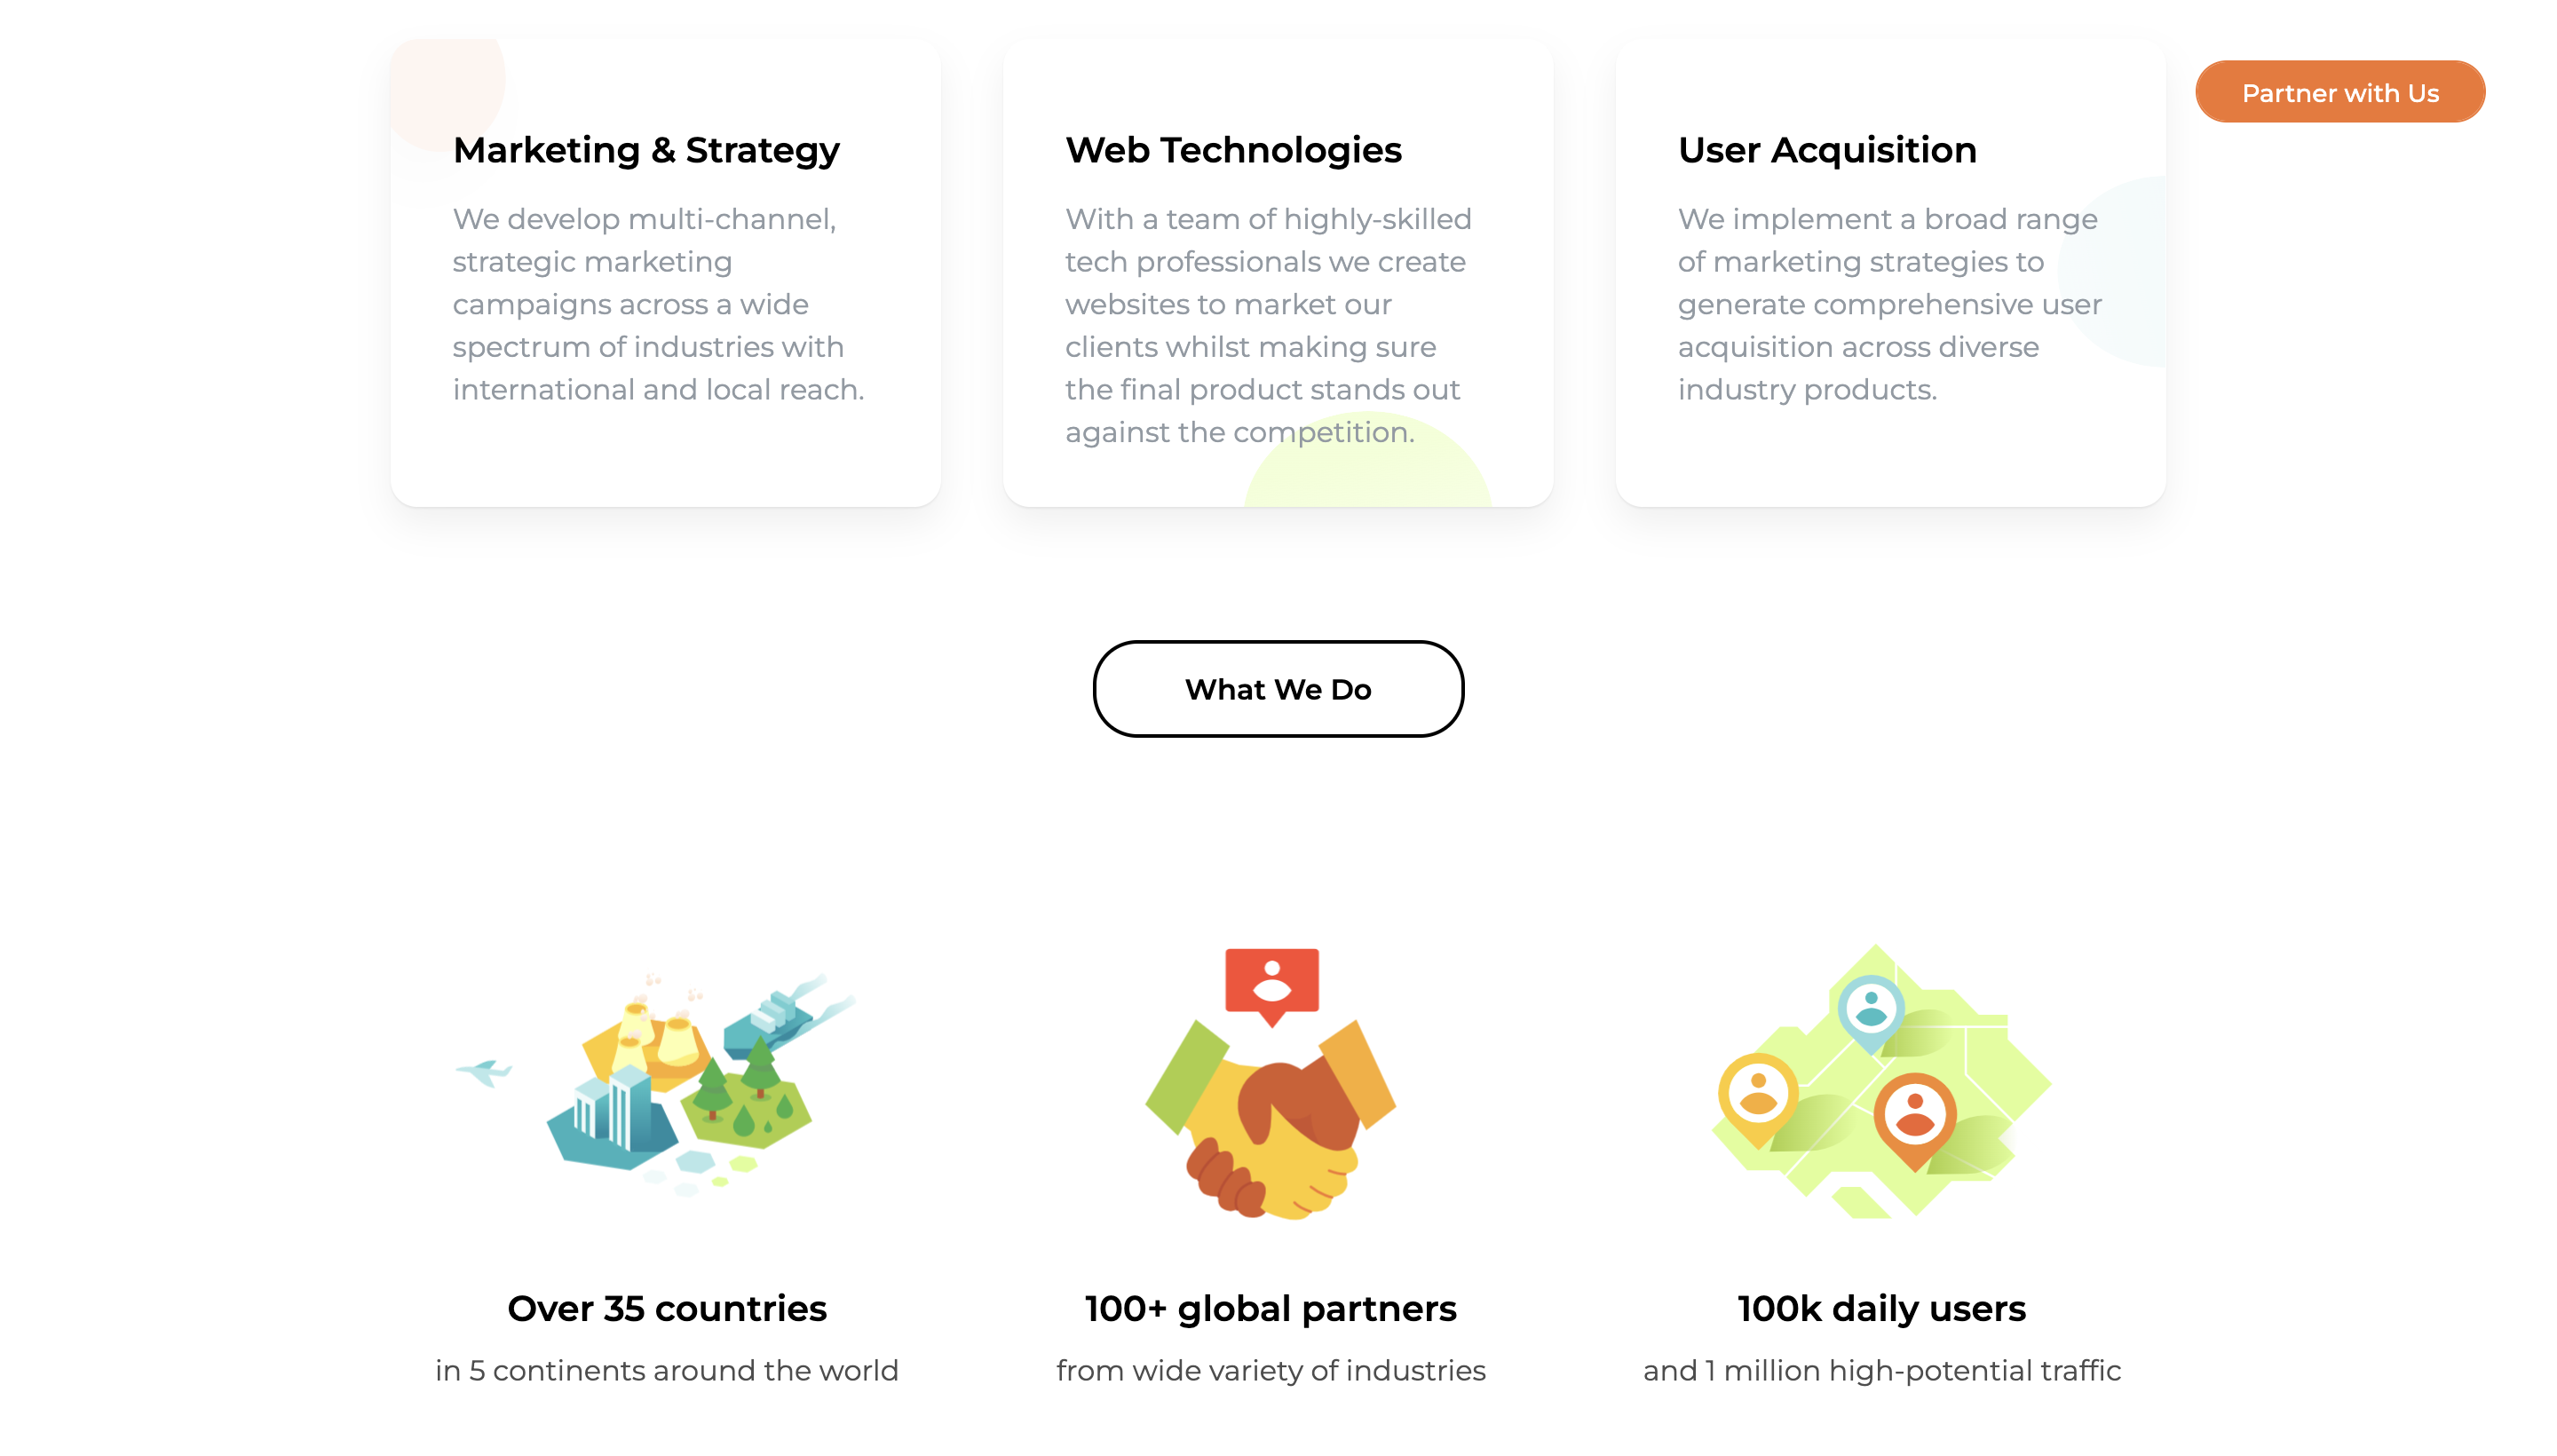 Partner with Us
Marketing & Strategy
We develop multi-channel,
strategic marketing
campaigns across a wide
spectrum of industries with
international and local reach.
Web Technologies
With a team of highly-skilled
tech professionals we create
websites to market our
clients whilst making sure
the final product stands out
against the competition.
User Acquisition
We implement a broad range
of marketing strategies to
generate comprehensive user
acquisition across diverse
industry products.
What We Do
Over 35 countries
in 5 continents around the world
100+ global partners
from wide variety of industries
100k daily users
and 1 million high-potential traffic